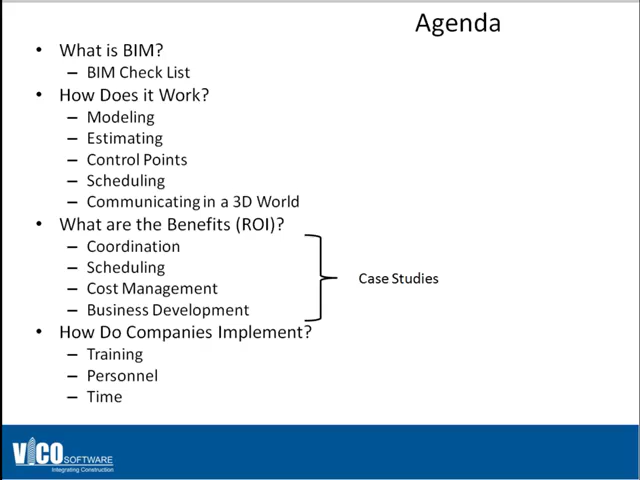 Agenda
• What is BIM?
– BIM Check List
• How Does it Work?
– Modeling
– Estimating
– Control Points
– Scheduling
– Communicating in a 3D World
• What are the Benefits (ROI)?
– Coordination
– Scheduling
– Cost Management
– Business Development
Case Studies
• How Do Companies Implement?
– Training
– Personnel
– Time
VICO SOFTWARE
Integrating Construction